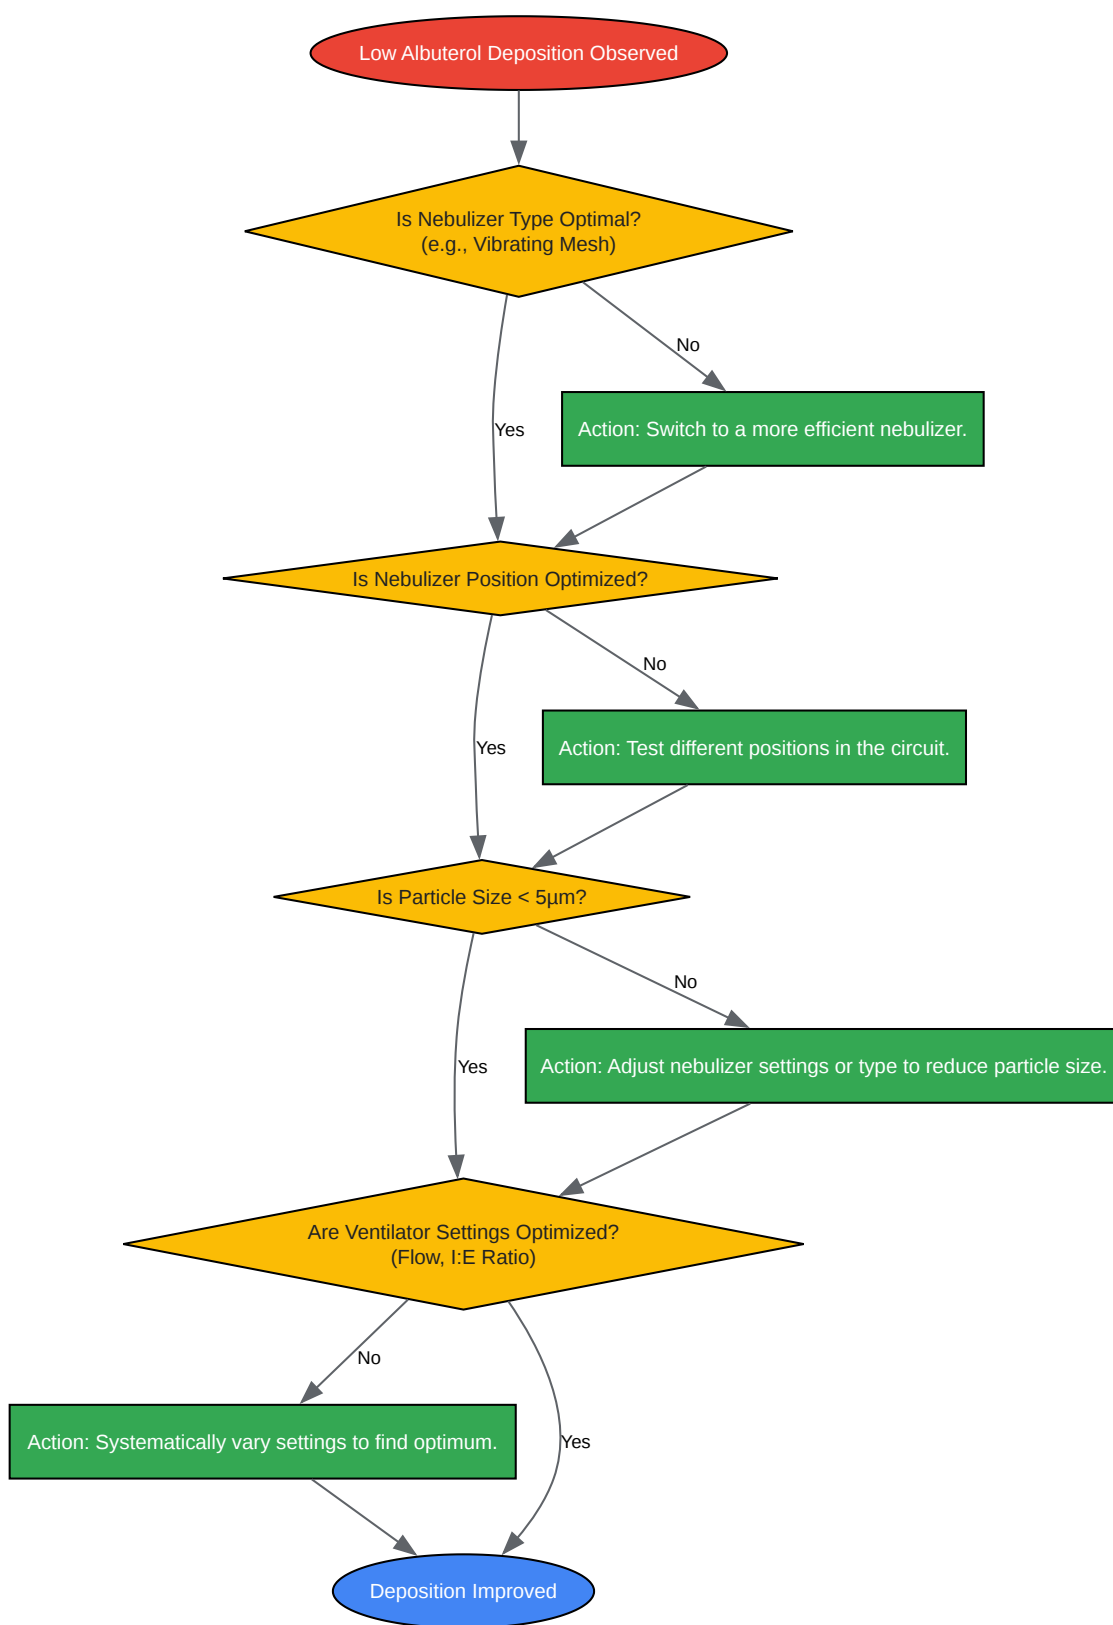 Low Albuterol Deposition Observed
Is Nebulizer Type Optimal?
(e.g., Vibrating Mesh)
No
Yes
Action: Switch to a more efficient nebulizer.
Is Nebulizer Position Optimized?
No
Yes
Action: Test different positions in the circuit.
Is Particle Size < 5µm?
No
Yes
Action: Adjust nebulizer settings or type to reduce particle size.
Are Ventilator Settings Optimized?
(Flow, I:E Ratio)
No
Action: Systematically vary settings to find optimum.
Yes
Deposition Improved